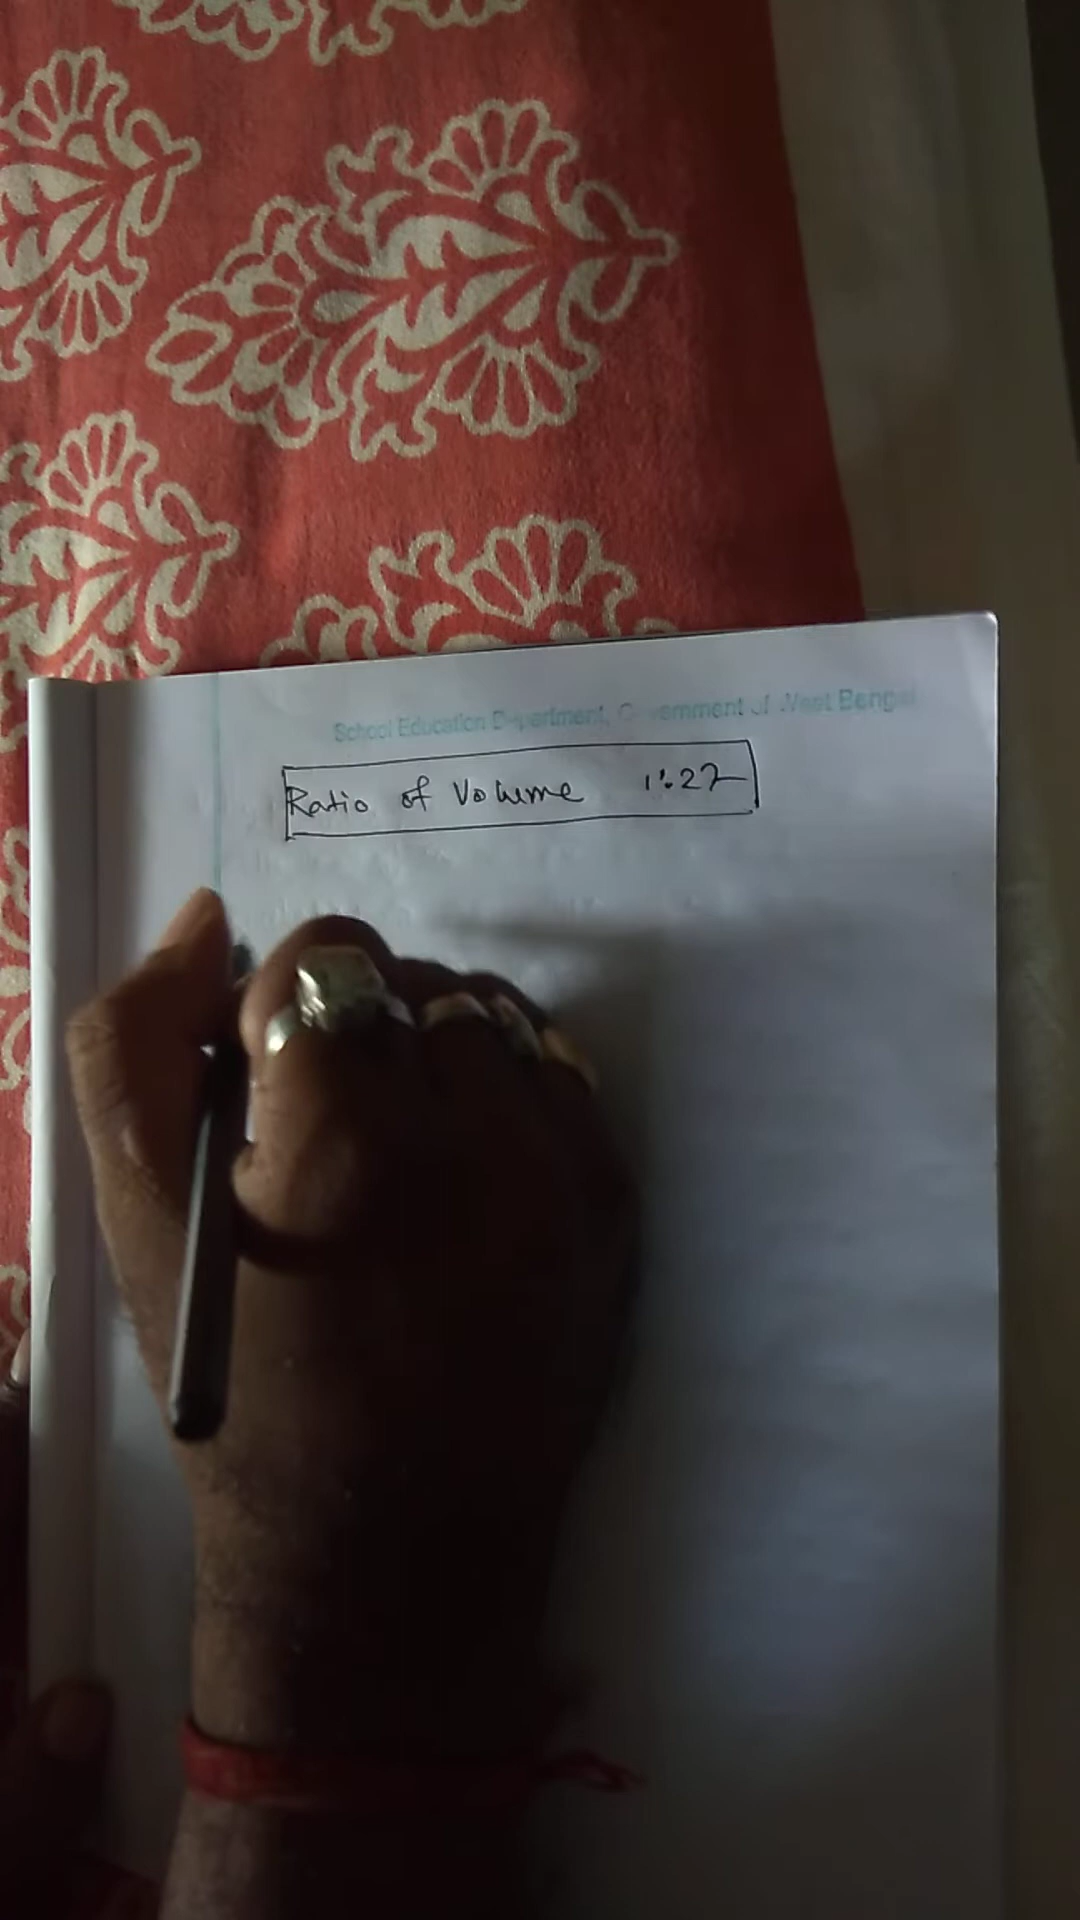 School Education Department, Government of West Bengal
Ratio of Volume 1:27